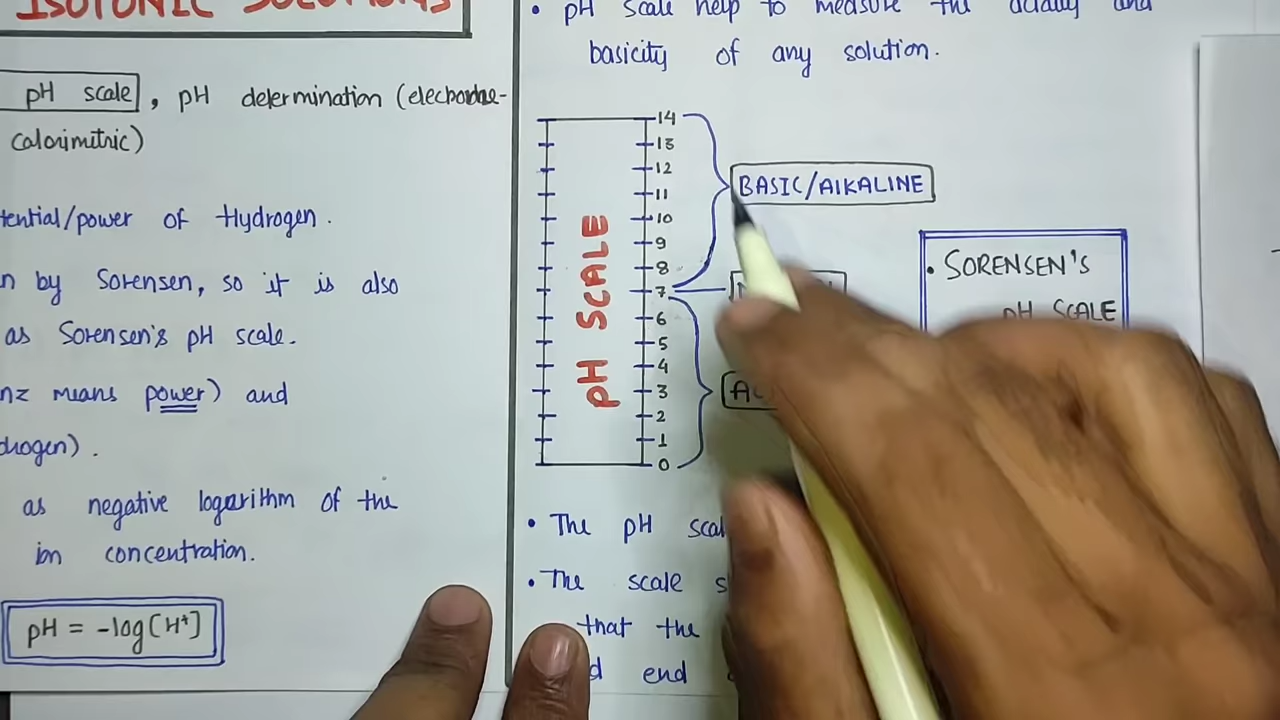 ISOTONIC SOLUTIONS
pH scale, pH determination (electrode-
calorimetric)
tential/power of Hydrogen.
n by Sorensen, so it is also
as Sorensen's pH scale.
nz means power) and
drogen).
as negative logarithm of the
ion concentration.
pH = -log[H⁺]
• pH scale help to measure the acidity and
basicity of any solution.
14
13
12
11
10
9
8
7
6
5
4
3
2
1
0
pH SCALE
BASIC/AlKALINE
• SORENSEN'S
pH SCALE
• The pH scal
• The scale s
that the
d end